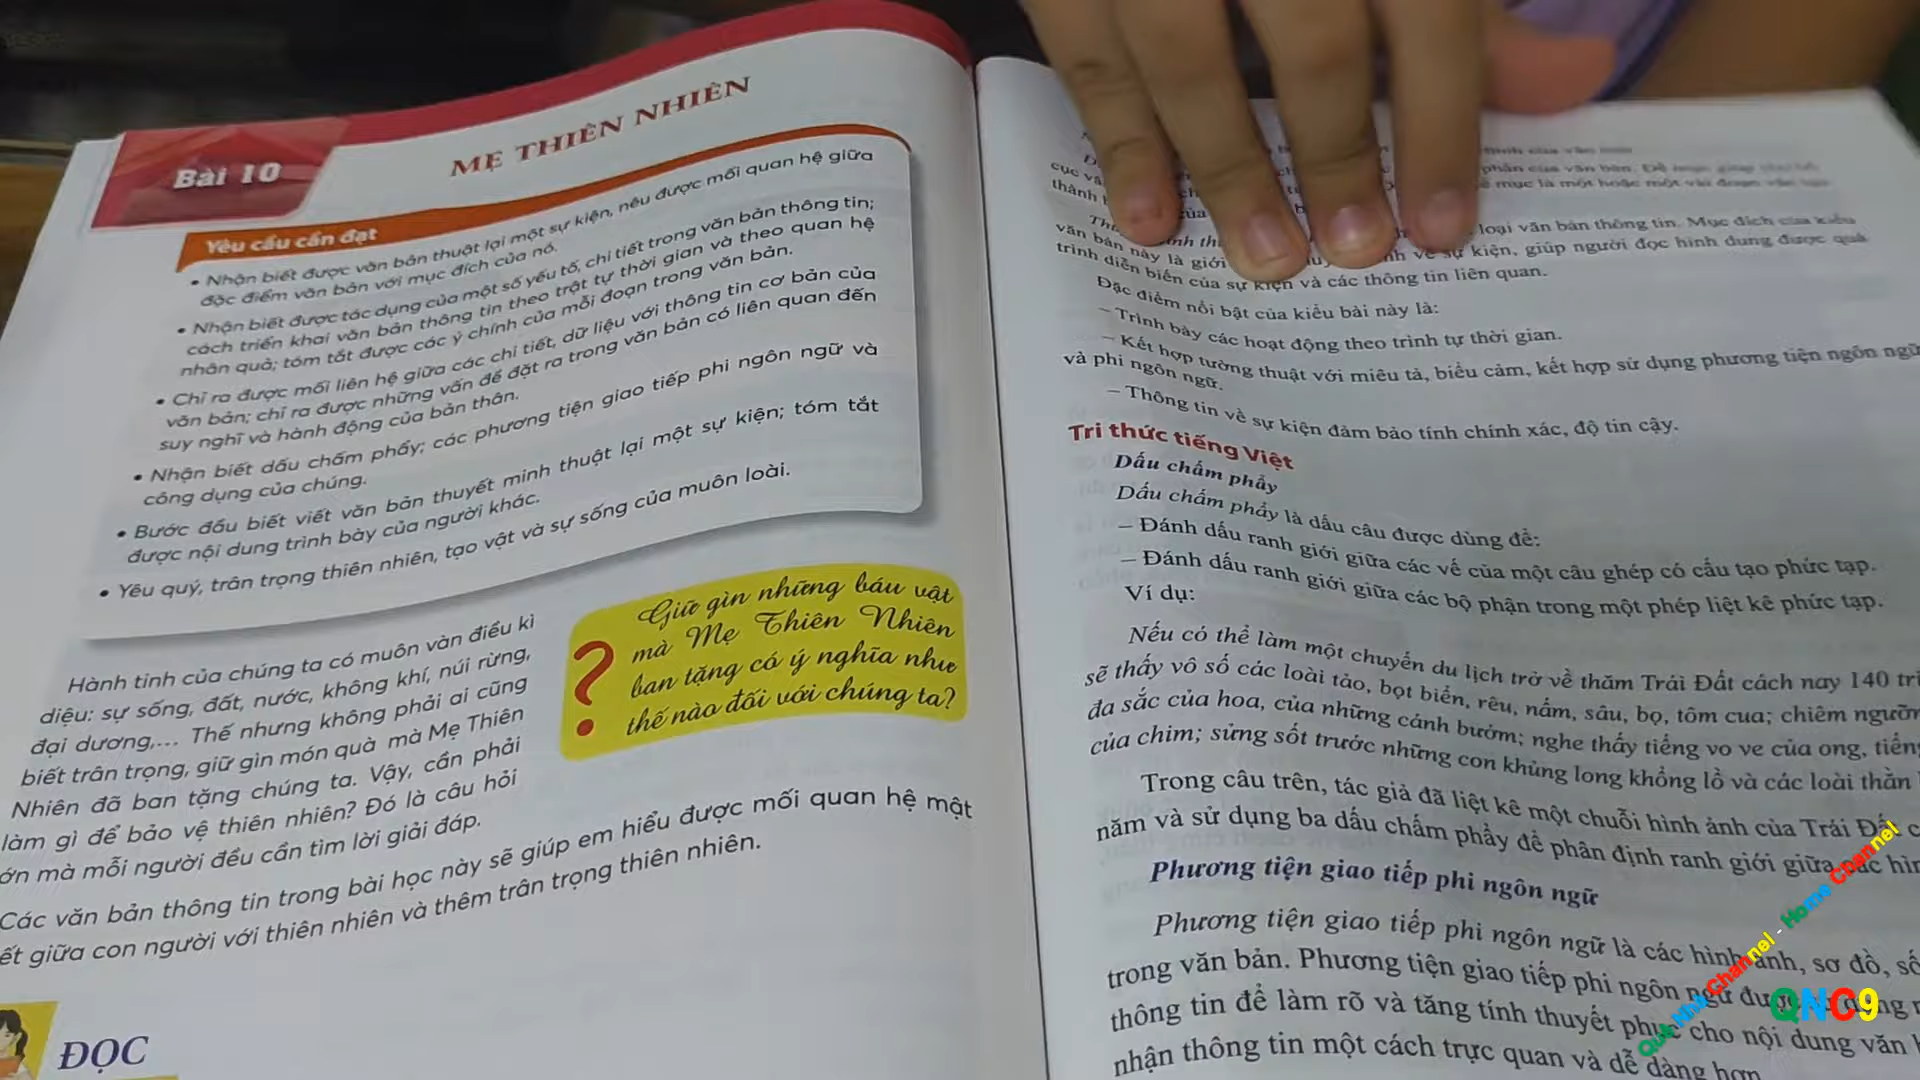 Bài 10
MẸ THIÊN NHIÊN
Yêu cầu cần đạt
• Nhận biết được văn bản thuật lại một sự kiện, nêu được mối quan hệ giữa
đặc điểm văn bản với mục đích của nó.
• Nhận biết được tác dụng của một số yếu tố, chi tiết trong văn bản thông tin;
cách triển khai văn bản thông tin theo trật tự thời gian và theo quan hệ
nhân quả; tóm tắt được các ý chính của mỗi đoạn trong văn bản.
• Chỉ ra được mối liên hệ giữa các chi tiết, dữ liệu với thông tin cơ bản của
văn bản; chỉ ra được những vấn đề đặt ra trong văn bản có liên quan đến
suy nghĩ và hành động của bản thân.
• Nhận biết dấu chấm phẩy; các phương tiện giao tiếp phi ngôn ngữ và
công dụng của chúng.
• Bước đầu biết viết văn bản thuyết minh thuật lại một sự kiện; tóm tắt
được nội dung trình bày của người khác.
• Yêu quý, trân trọng thiên nhiên, tạo vật và sự sống của muôn loài.
Hành tinh của chúng ta có muôn vàn điều kì
diệu: sự sống, đất, nước, không khí, núi rừng,
đại dương,... Thế nhưng không phải ai cũng
biết trân trọng, giữ gìn món quà mà Mẹ Thiên
Nhiên đã ban tặng chúng ta. Vậy, cần phải
làm gì để bảo vệ thiên nhiên? Đó là câu hỏi
ớn mà mỗi người đều cần tìm lời giải đáp.
? Giữ gìn những báu vật
mà Mẹ Thiên Nhiên
ban tặng có ý nghĩa như
thế nào đối với chúng ta?
Các văn bản thông tin trong bài học này sẽ giúp em hiểu được mối quan hệ mật
ết giữa con người với thiên nhiên và thêm trân trọng thiên nhiên.
ĐỌC
phần của văn bản. Đề mục
cục
mục là một hoặc một vài đoạn văn
thành của
loại văn bản thông tin. Mục đích của kiểu
văn bản này là giới về sự kiện, giúp người đọc hình dung được quá
trình diễn biến của sự kiện và các thông tin liên quan.
Đặc điểm nổi bật của kiểu bài này là:
– Trình bày các hoạt động theo trình tự thời gian.
– Kết hợp tường thuật với miêu tả, biểu cảm, kết hợp sử dụng phương tiện ngôn ngữ
và phi ngôn ngữ.
– Thông tin về sự kiện đảm bảo tính chính xác, độ tin cậy.
Tri thức tiếng Việt
Dấu chấm phẩy
Dấu chấm phẩy là dấu câu được dùng để:
– Đánh dấu ranh giới giữa các vế của một câu ghép có cấu tạo phức tạp.
– Đánh dấu ranh giới giữa các bộ phận trong một phép liệt kê phức tạp.
Ví dụ:
Nếu có thể làm một chuyến du lịch trở về thăm Trái Đất cách nay 140
sẽ thấy vô số các loài tảo, bọt biển, rêu, nấm, sâu, bọ, tôm cua; chiêm
đa sắc của hoa, của những cánh bướm; nghe thấy tiếng vo ve của ong,
của chim; sửng sốt trước những con khủng long khổng lồ và các loài thằn
Trong câu trên, tác giả đã liệt kê một chuỗi hình ảnh của Trái Đất
năm và sử dụng ba dấu chấm phẩy để phân định ranh giới giữa các
Phương tiện giao tiếp phi ngôn ngữ
Phương tiện giao tiếp phi ngôn ngữ là các hình ảnh, sơ đồ, số
trong văn bản. Phương tiện giao tiếp phi ngôn ngữ
thông tin để làm rõ và tăng tính thuyết phục cho nội dung văn
nhận thông tin một cách trực quan và dễ dàng hơn
Quê Nhà Channel - Home Channel
QNC9